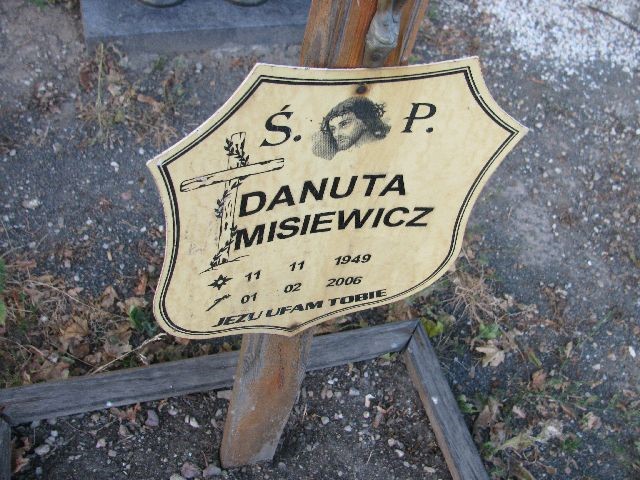 Ś. P.
DANUTA
MISIEWICZ
11 11 1949
01 02 2006
JEZU UFAM TOBIE